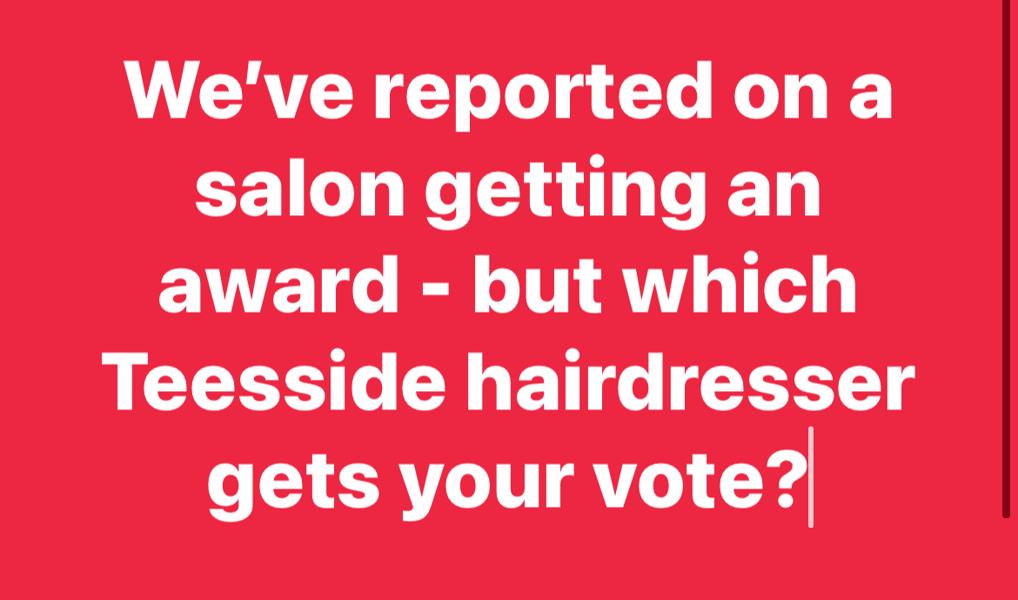 We've reported on a
salon getting an
award - but which
Teesside hairdresser
gets your vote?